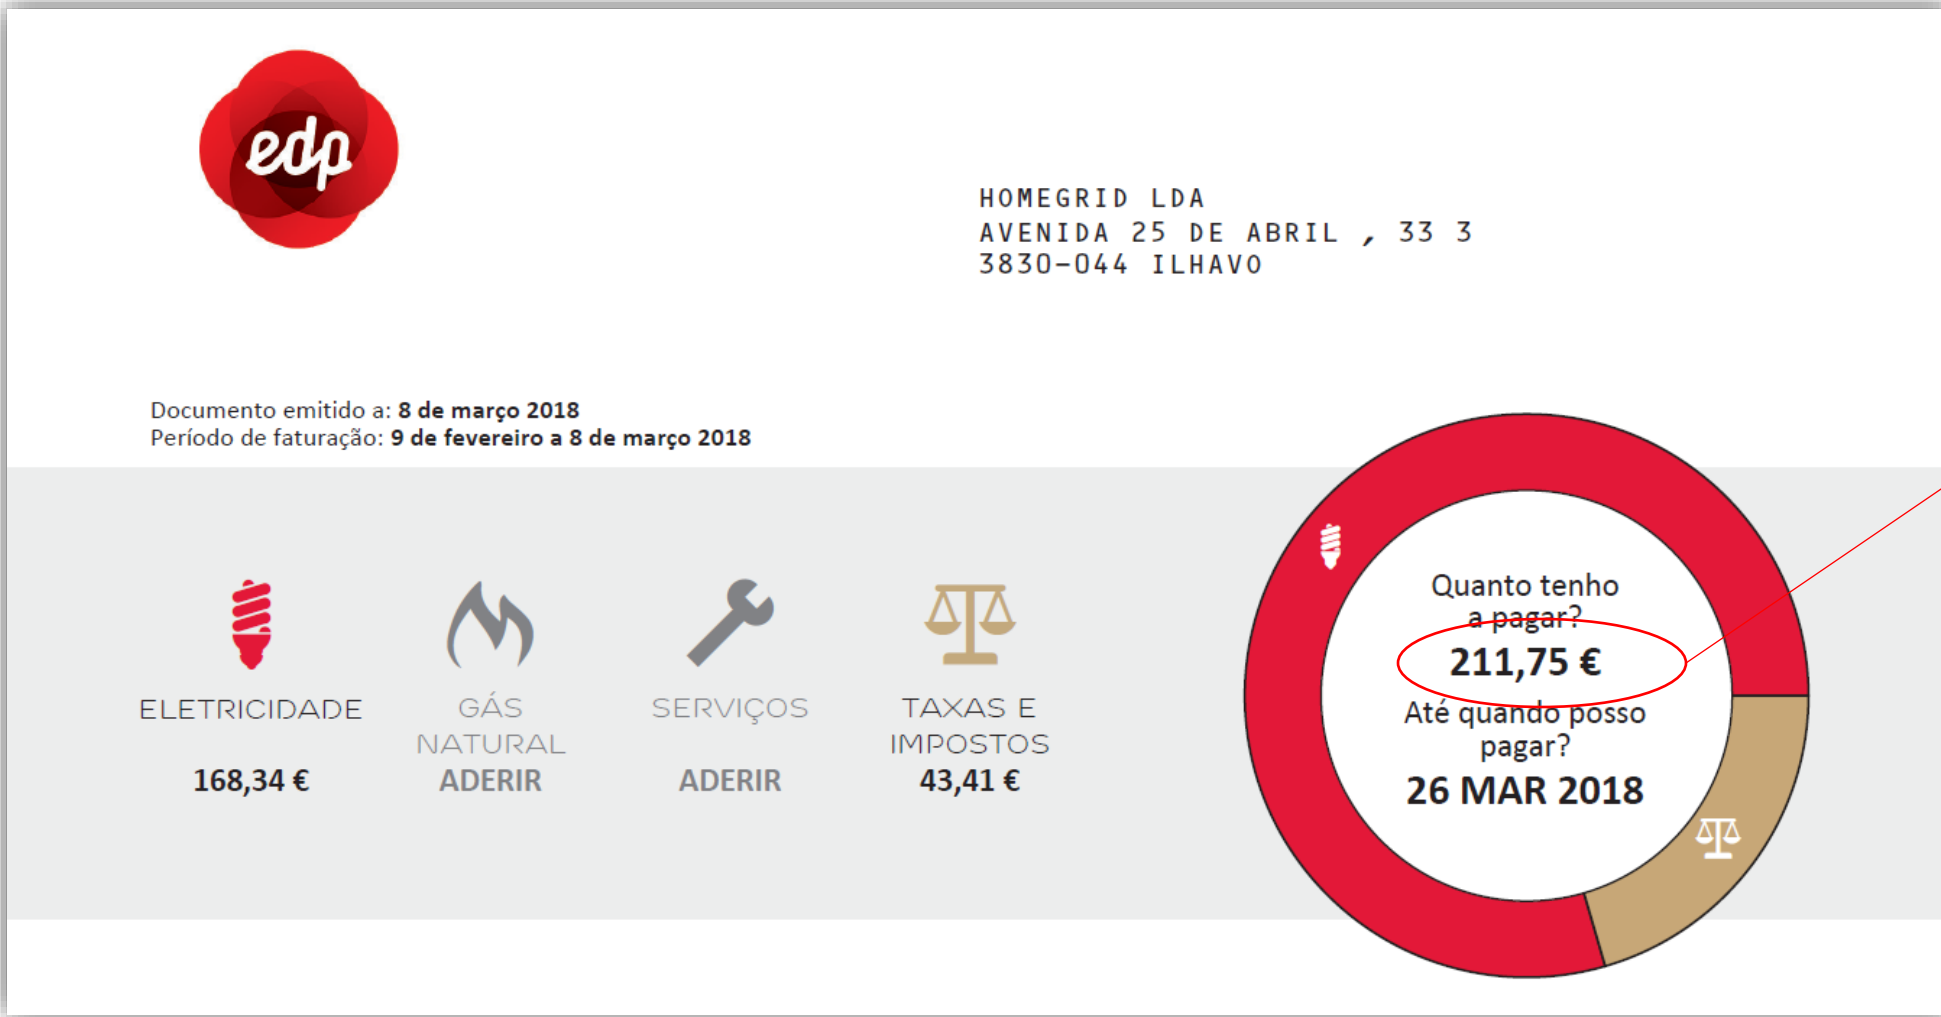 edp
HOMEGRID LDA
AVENIDA 25 DE ABRIL , 33 3
3830-044 ILHAVO
Documento emitido a: 8 de março 2018
Período de faturação: 9 de fevereiro a 8 de março 2018
ELETRICIDADE
168,34 €
GÁS
NATURAL
ADERIR
SERVIÇOS
ADERIR
TAXAS E
IMPOSTOS
43,41 €
Quanto tenho
a pagar?
211,75 €
Até quando posso
pagar?
26 MAR 2018